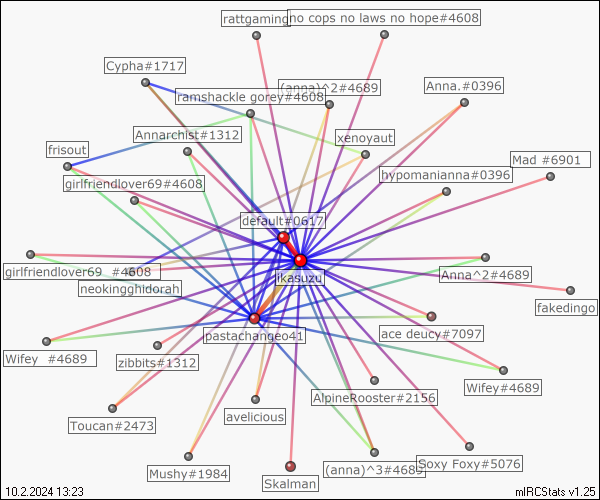 rattgaming
no cops no laws no hope#4608
Cypha#1717
(anna)^2#4689
Anna.#0396
ramshackle gorey#4608
Annarchist#1312
xenoyaut
frisout
Mad #6901
hypomanianna#0396
girlfriendlover69#4608
default#0617
girlfriendlover69 #4608
ikasuzu
Anna^2#4689
neokingghidorah
fakedingo
pastachangeo41
ace deucy#7097
Wifey #4689
zibbits#1312
Wifey#4689
AlpineRooster#2156
avelicious
Toucan#2473
Mushy#1984
(anna)^3#4689
Soxy Foxy#5076
Skalman
10.2.2024 13:23
mIRCStats v1.25